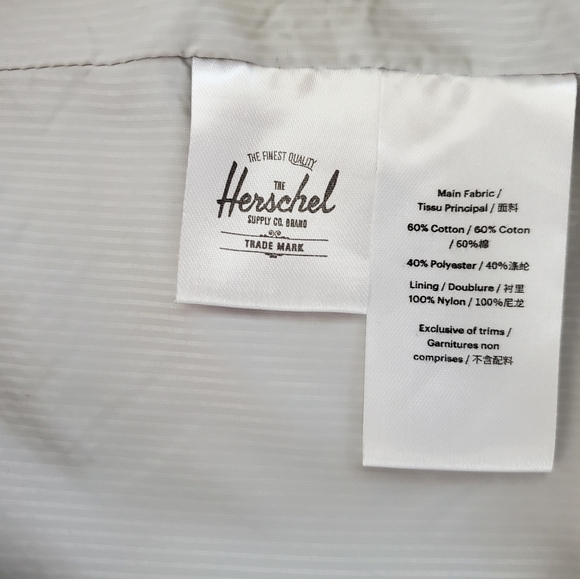 THE FINEST QUALITY
THE
Herschel
SUPPLY CO. BRAND
TRADE MARK
Main Fabric /
Tissu Principal / 面料
60% Cotton / 60% Coton
/ 60%棉
40% Polyester / 40%涤纶
Lining / Doublure / 衬里
100% Nylon / 100%尼龙
Exclusive of trims /
Garnitures non
comprises / 不含配料